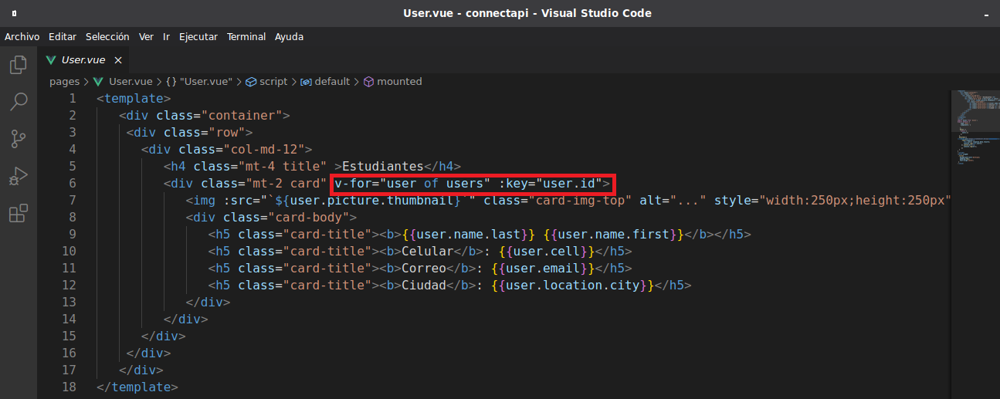 User.vue - connectapi - Visual Studio Code
Archivo Editar Selección Ver Ir Ejecutar Terminal Ayuda
User.vue ×
pages > User.vue > {} "User.vue" > script > default > mounted
1 <template>
2 <div class="container">
3 <div class="row">
4 <div class="col-md-12">
5 <h4 class="mt-4 title" >Estudiantes</h4>
6 <div class="mt-2 card" v-for="user of users" :key="user.id">
7 <img :src="`${user.picture.thumbnail}`" class="card-img-top" alt="..." style="width:250px;height:250px"
8 <div class="card-body">
9 <h5 class="card-title"><b>{{user.name.last}} {{user.name.first}}</b></h5>
10 <h5 class="card-title"><b>Celular</b>: {{user.cell}}</h5>
11 <h5 class="card-title"><b>Correo</b>: {{user.email}}</h5>
12 <h5 class="card-title"><b>Ciudad</b>: {{user.location.city}}</h5>
13 </div>
14 </div>
15 </div>
16 </div>
17 </div>
18 </template>